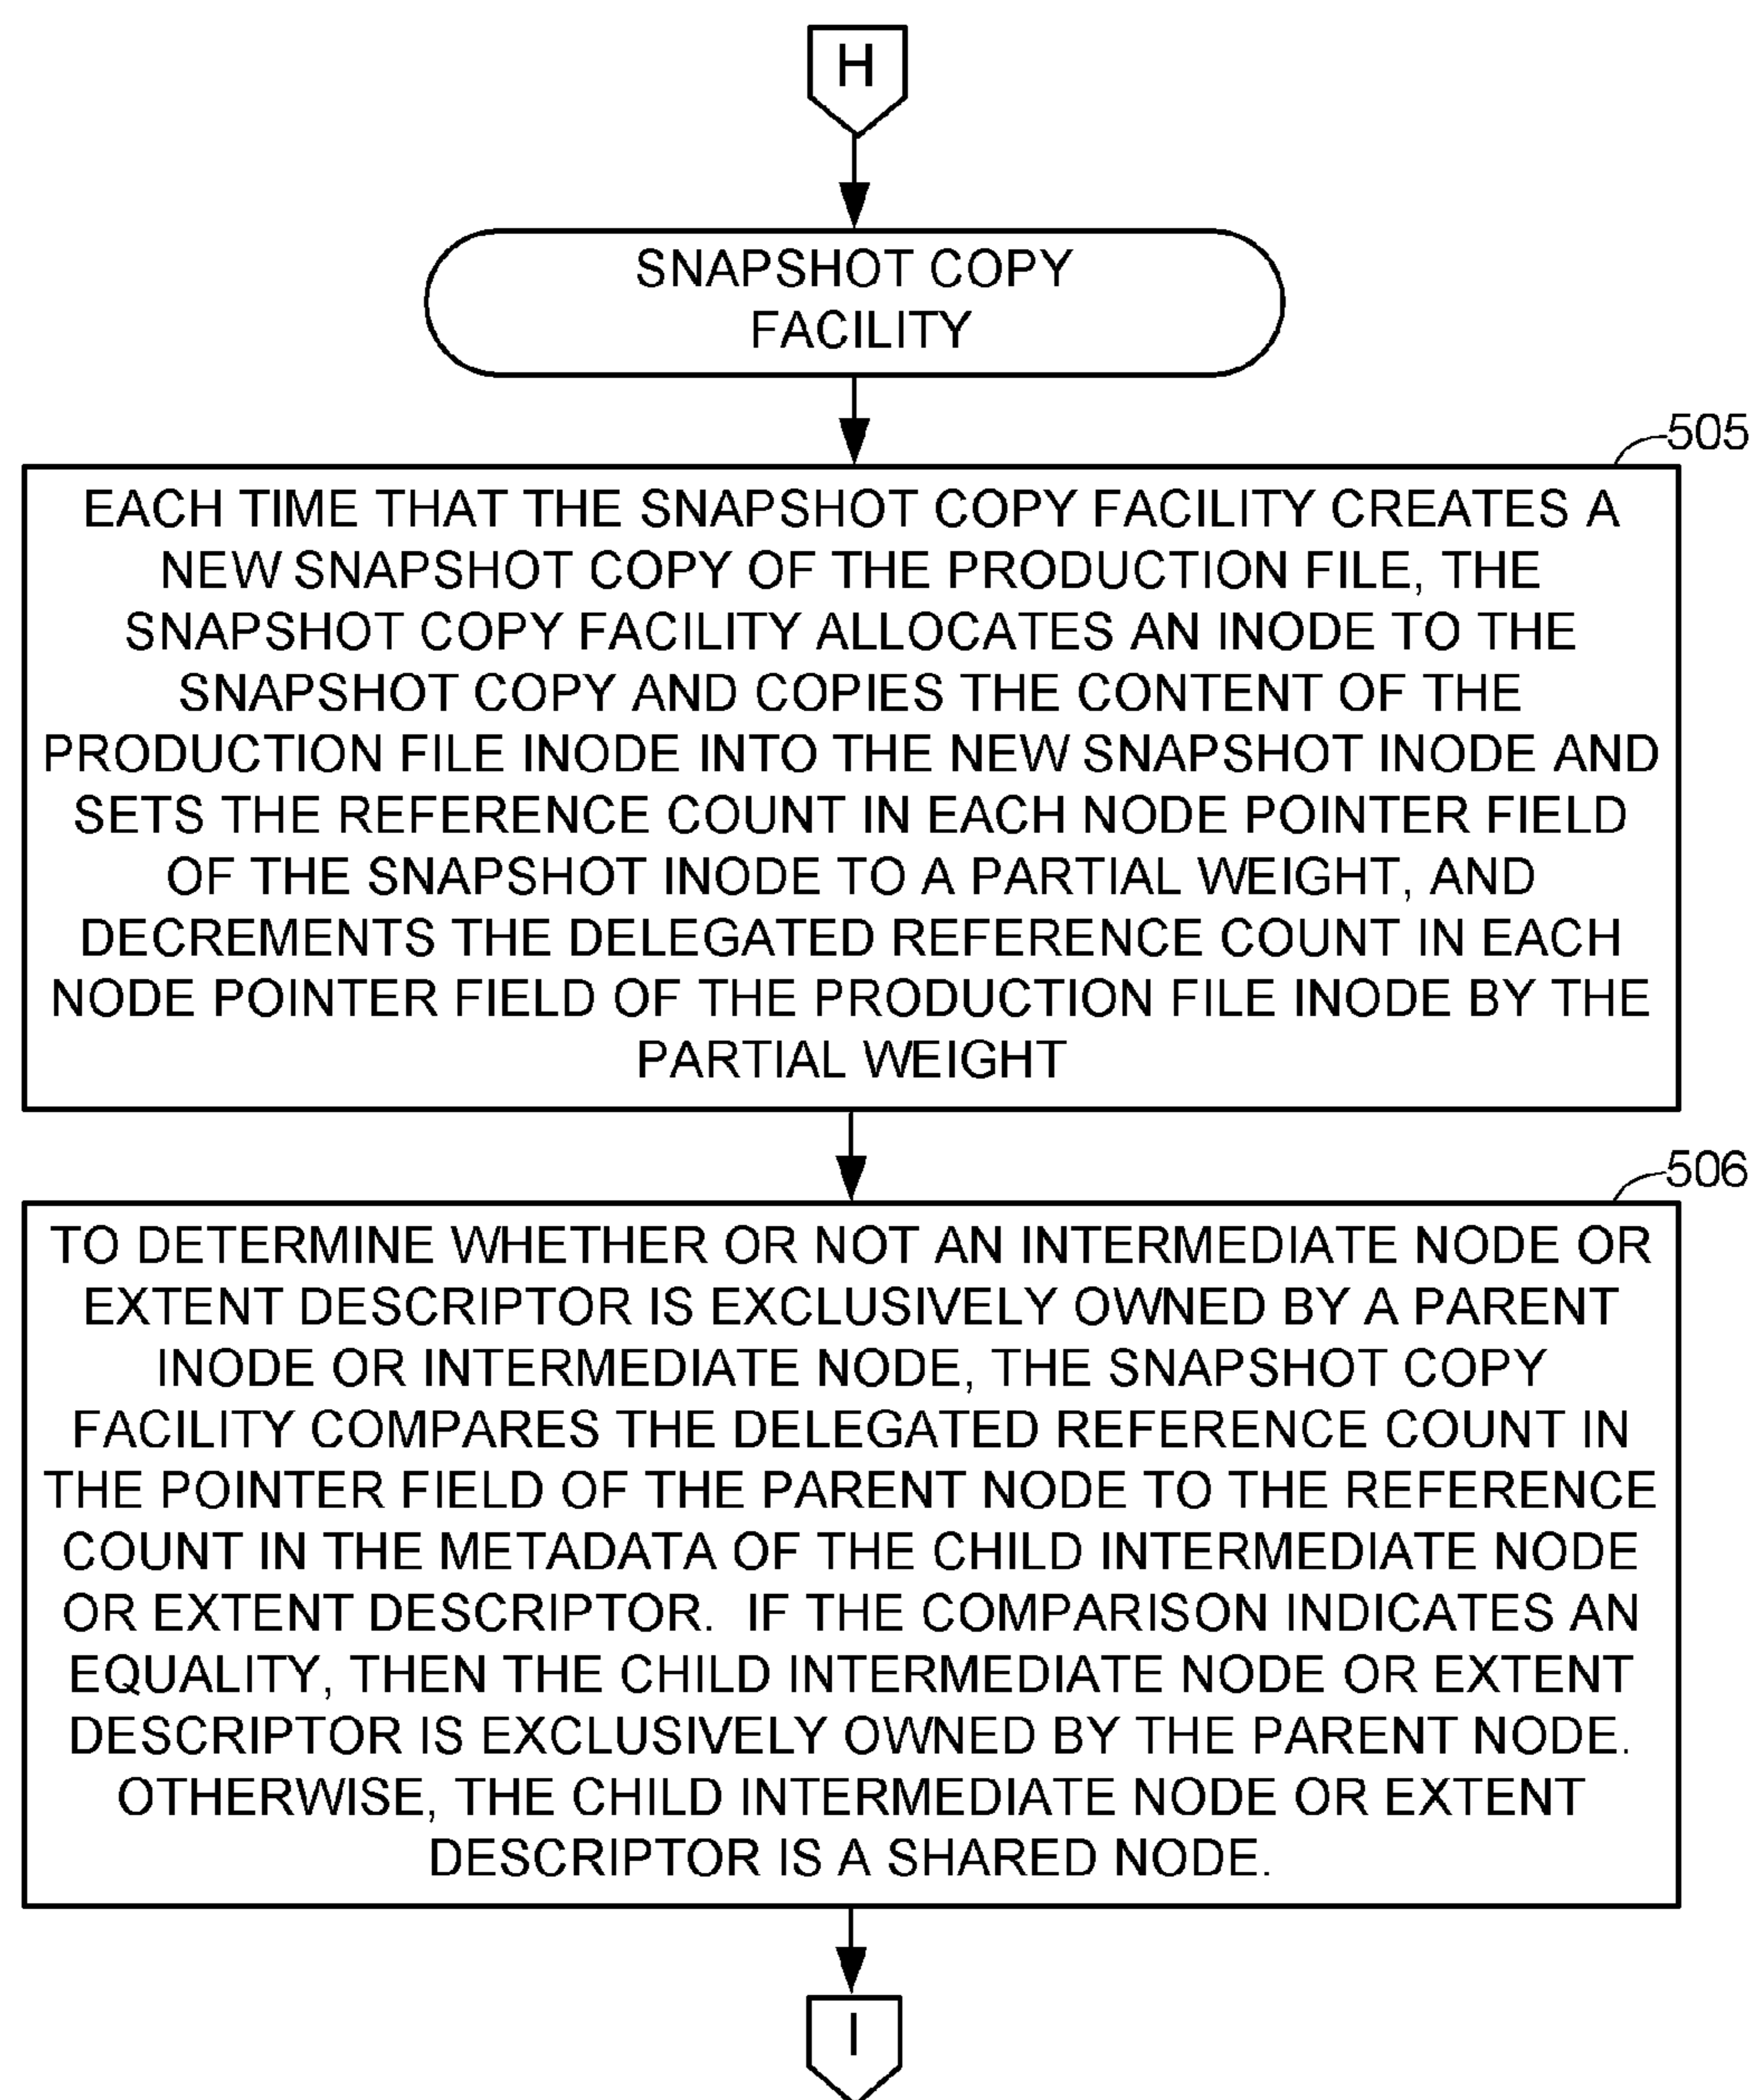 H
SNAPSHOT COPY
FACILITY
505
EACH TIME THAT THE SNAPSHOT COPY FACILITY CREATES A
NEW SNAPSHOT COPY OF THE PRODUCTION FILE, THE
SNAPSHOT COPY FACILITY ALLOCATES AN INODE TO THE
SNAPSHOT COPY AND COPIES THE CONTENT OF THE
PRODUCTION FILE INODE INTO THE NEW SNAPSHOT INODE AND
SETS THE REFERENCE COUNT IN EACH NODE POINTER FIELD
OF THE SNAPSHOT INODE TO A PARTIAL WEIGHT, AND
DECREMENTS THE DELEGATED REFERENCE COUNT IN EACH
NODE POINTER FIELD OF THE PRODUCTION FILE INODE BY THE
PARTIAL WEIGHT
506
TO DETERMINE WHETHER OR NOT AN INTERMEDIATE NODE OR
EXTENT DESCRIPTOR IS EXCLUSIVELY OWNED BY A PARENT
INODE OR INTERMEDIATE NODE, THE SNAPSHOT COPY
FACILITY COMPARES THE DELEGATED REFERENCE COUNT IN
THE POINTER FIELD OF THE PARENT NODE TO THE REFERENCE
COUNT IN THE METADATA OF THE CHILD INTERMEDIATE NODE
OR EXTENT DESCRIPTOR.  IF THE COMPARISON INDICATES AN
EQUALITY, THEN THE CHILD INTERMEDIATE NODE OR EXTENT
DESCRIPTOR IS EXCLUSIVELY OWNED BY THE PARENT NODE.
OTHERWISE, THE CHILD INTERMEDIATE NODE OR EXTENT
DESCRIPTOR IS A SHARED NODE.
I